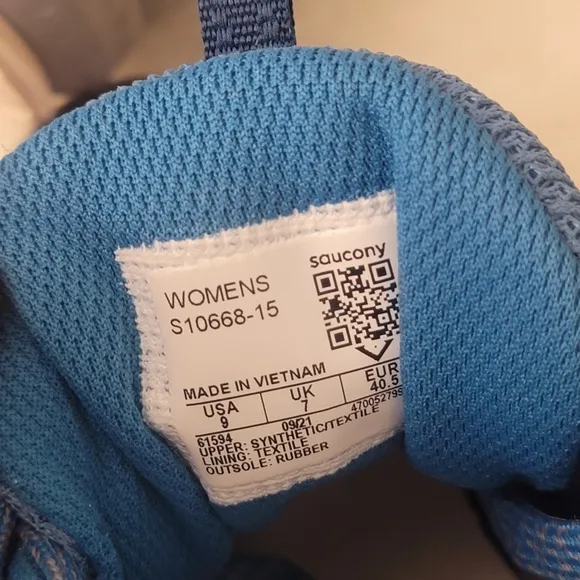 saucony
WOMENS
S10668-15
MADE IN VIETNAM
USA UK EUR
9 7 40.5
61594 09/21 47005279S
UPPER: SYNTHETIC/TEXTILE
LINING: TEXTILE
OUTSOLE: RUBBER